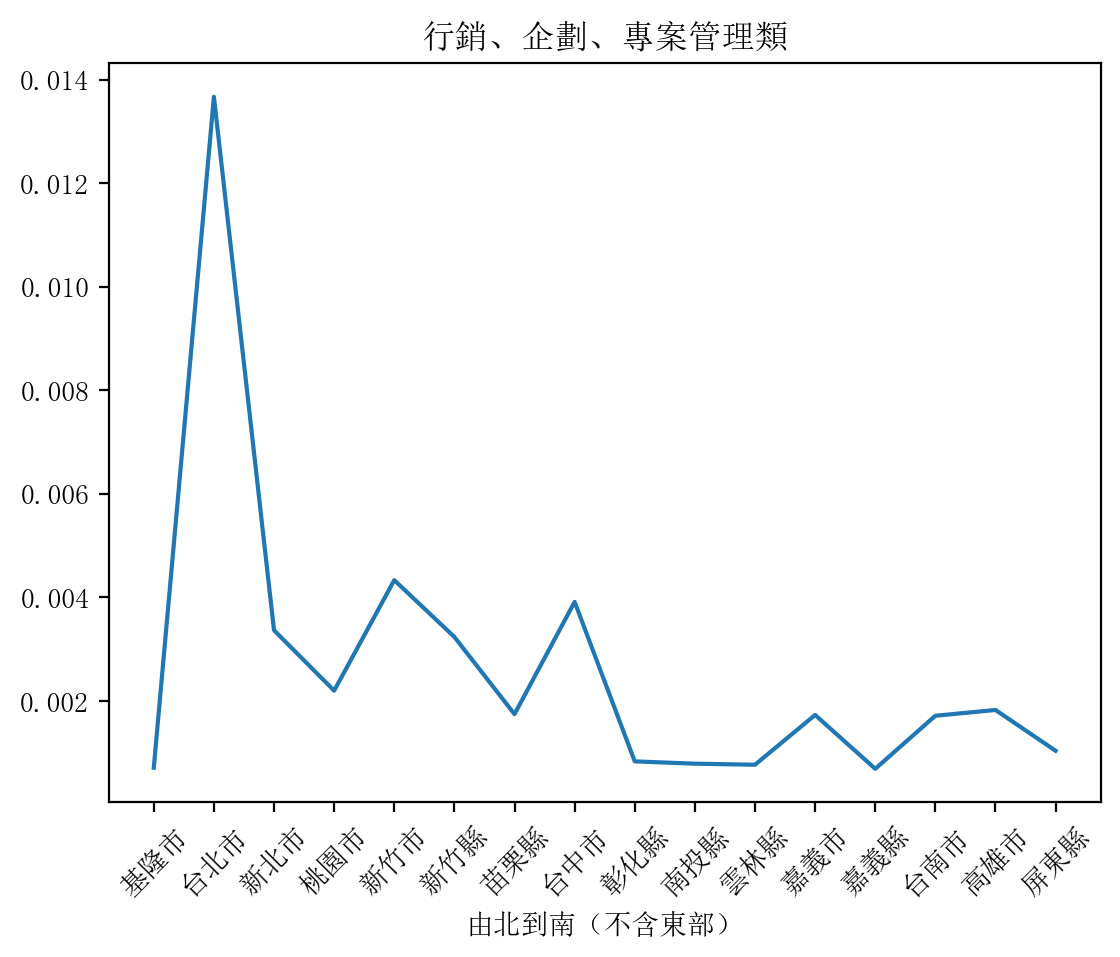 行銷、企劃、專案管理類
0.014
0.012
0.010
0.008
0.006
0.004
0.002
基隆市
台北市
新北市
桃園市
新竹市
新竹縣
苗栗縣
台中市
彰化縣
南投縣
雲林縣
嘉義市
嘉義縣
台南市
高雄市
屏東縣
由北到南（不含東部）